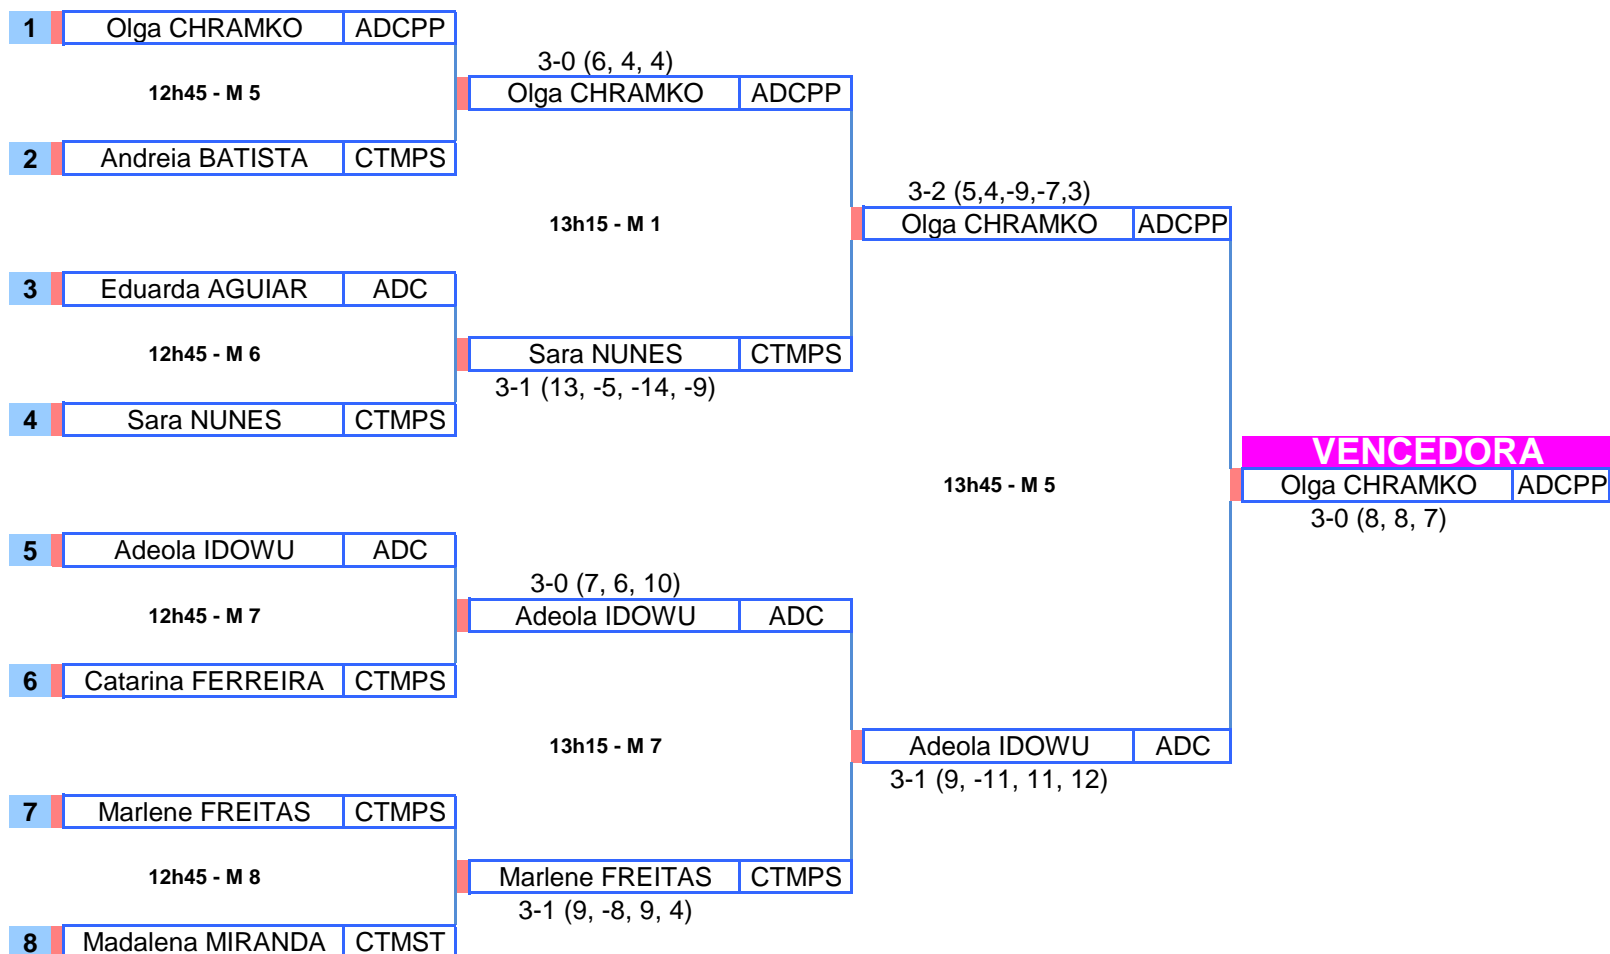 1 Olga CHRAMKO ADCPP
3-0 (6, 4, 4)
12h45 - M 5 Olga CHRAMKO ADCPP
2 Andreia BATISTA CTMPS
3-2 (5,4,-9,-7,3)
13h15 - M 1 Olga CHRAMKO ADCPP
3 Eduarda AGUIAR ADC
12h45 - M 6 Sara NUNES CTMPS
3-1 (13, -5, -14, -9)
4 Sara NUNES CTMPS
VENCEDORA
13h45 - M 5 Olga CHRAMKO ADCPP
3-0 (8, 8, 7)
5 Adeola IDOWU ADC
3-0 (7, 6, 10)
12h45 - M 7 Adeola IDOWU ADC
6 Catarina FERREIRA CTMPS
13h15 - M 7 Adeola IDOWU ADC
3-1 (9, -11, 11, 12)
7 Marlene FREITAS CTMPS
12h45 - M 8 Marlene FREITAS CTMPS
3-1 (9, -8, 9, 4)
8 Madalena MIRANDA CTMST